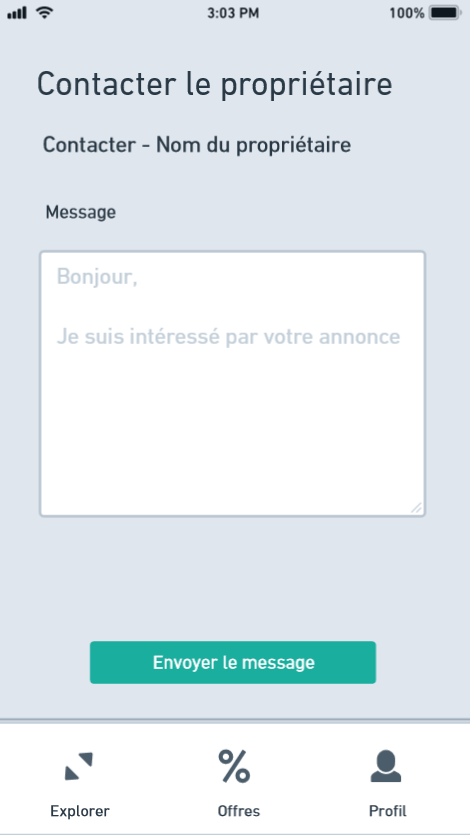 3:03 PM
100%
Contacter le propriétaire
Contacter - Nom du propriétaire
Message
Bonjour,
Je suis intéressé par votre annonce
Envoyer le message
Explorer
Offres
Profil